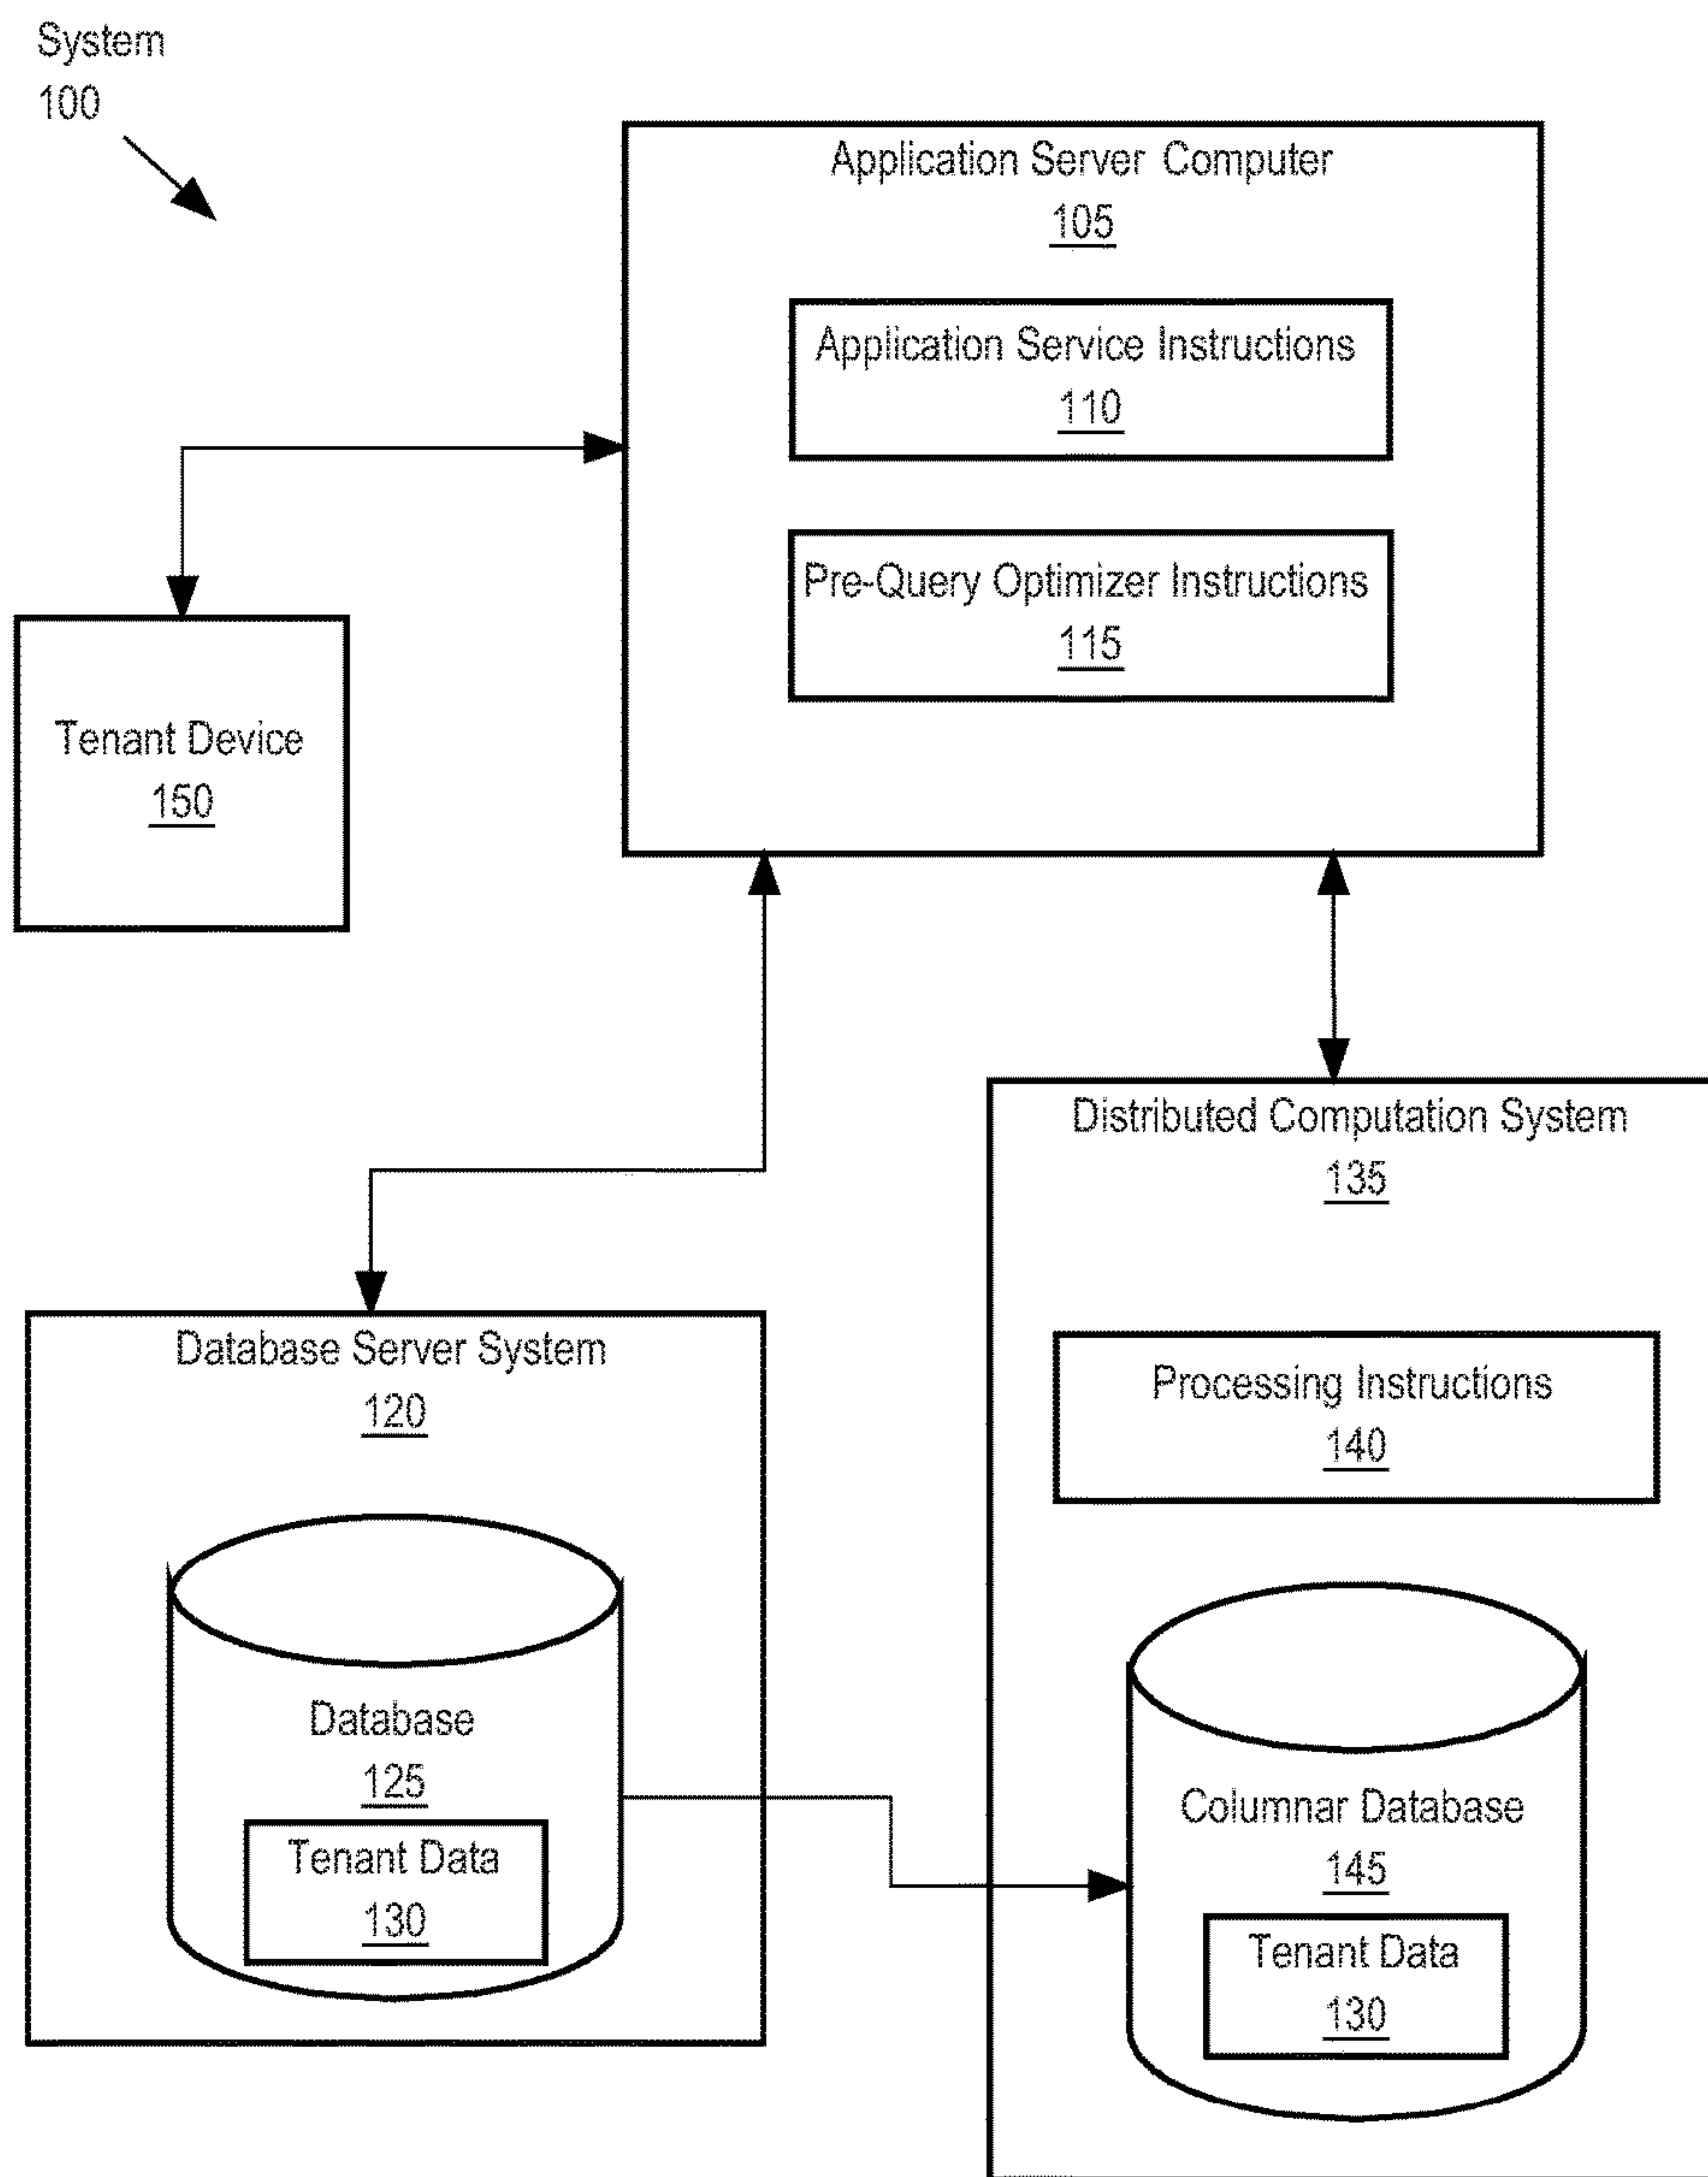 System
100
Application Server Computer
105
Application Service Instructions
110
Pre-Query Optimizer Instructions
115
Tenant Device
150
Distributed Computation System
135
Database Server System
120
Processing Instructions
140
Database
125
Tenant Data
130
Columnar Database
145
Tenant Data
130